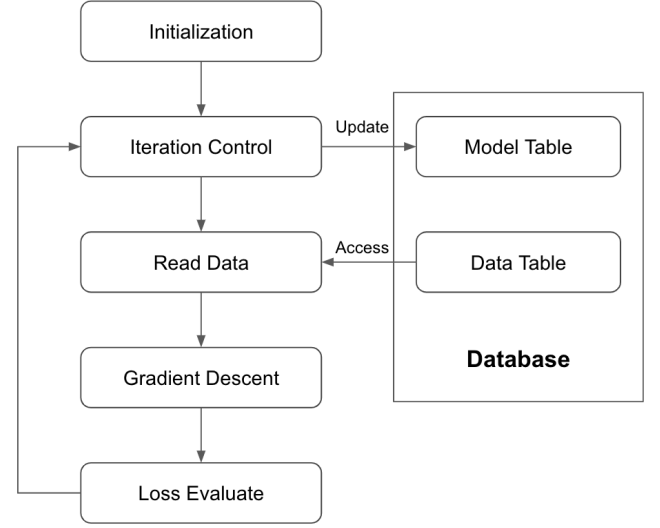 Initialization
Iteration Control
Update
Model Table
Read Data
Access
Data Table
Gradient Descent
Database
Loss Evaluate